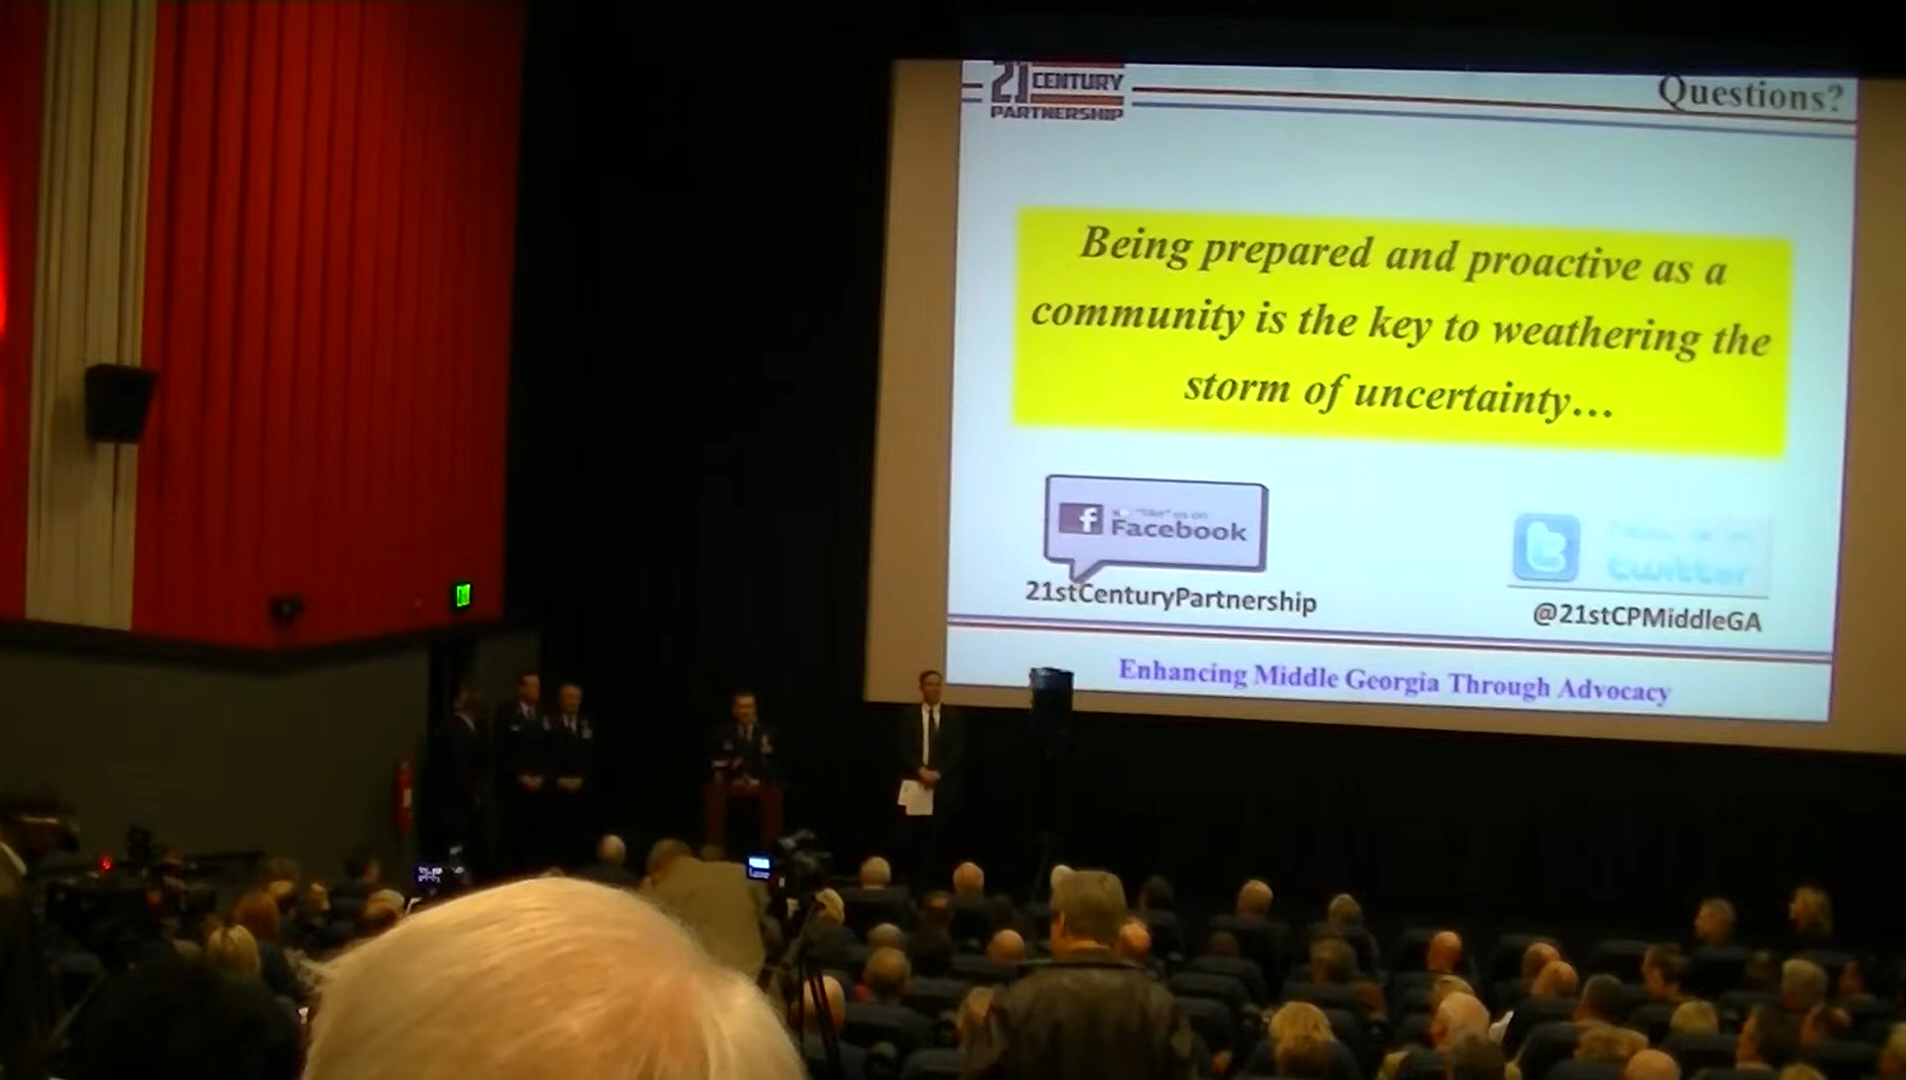 21 CENTURY
PARTNERSHIP
Questions?
Being prepared and proactive as a
community is the key to weathering the
storm of uncertainty...
Facebook
twitter
21stCenturyPartnership
@21stCPMiddleGA
Enhancing Middle Georgia Through Advocacy